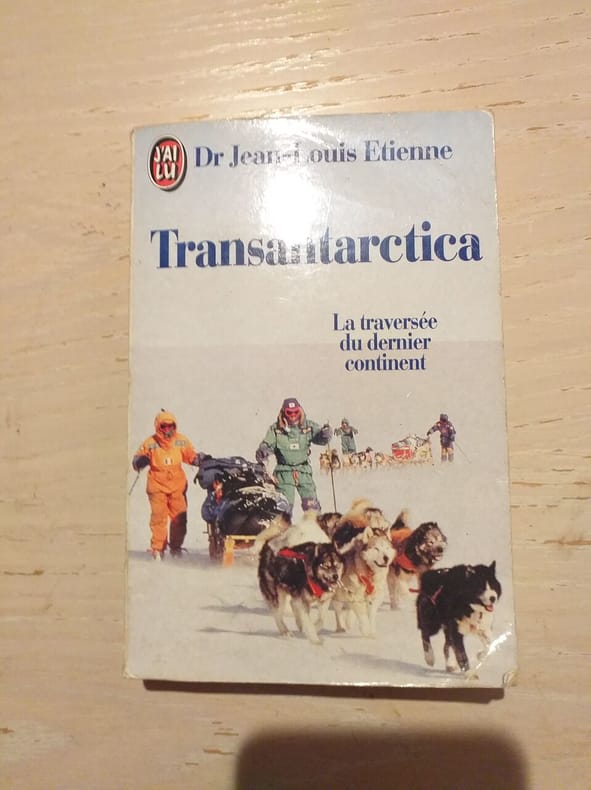 J'AI
LU
Dr Jean-Louis Etienne
Transantarctica
La traversée
du dernier
continent